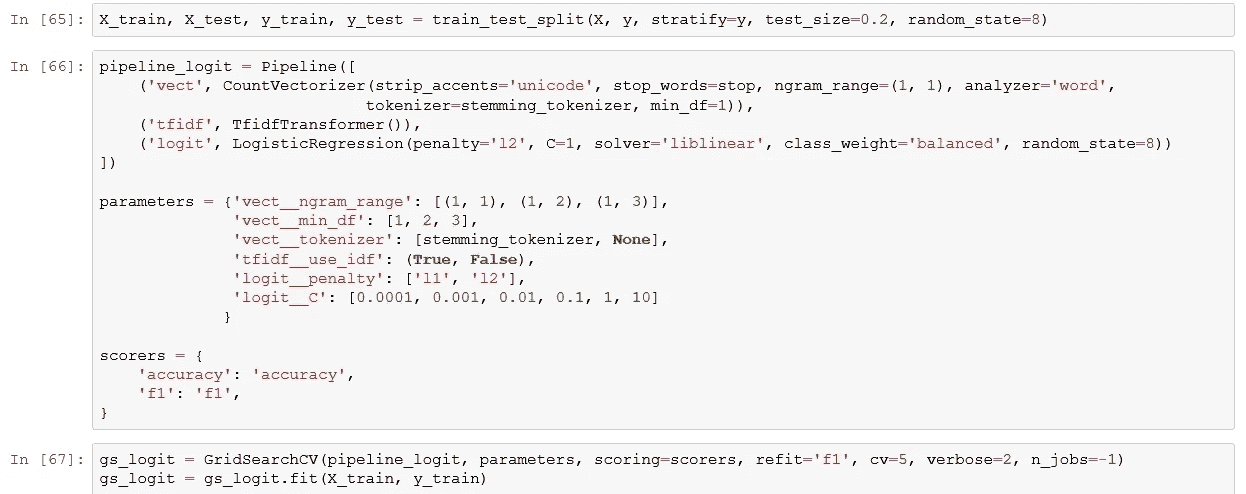 In [65]: X_train, X_test, y_train, y_test = train_test_split(X, y, stratify=y, test_size=0.2, random_state=8)
In [66]: pipeline_logit = Pipeline([
    ('vect', CountVectorizer(strip_accents='unicode', stop_words=stop, ngram_range=(1, 1), analyzer='word',
                           tokenizer=stemming_tokenizer, min_df=1)),
    ('tfidf', TfidfTransformer()),
    ('logit', LogisticRegression(penalty='l2', C=1, solver='liblinear', class_weight='balanced', random_state=8))
])
parameters = {'vect__ngram_range': [(1, 1), (1, 2), (1, 3)],
              'vect__min_df': [1, 2, 3],
              'vect__tokenizer': [stemming_tokenizer, None],
              'tfidf__use_idf': (True, False),
              'logit__penalty': ['l1', 'l2'],
              'logit__C': [0.0001, 0.001, 0.01, 0.1, 1, 10]
             }
scorers = {
    'accuracy': 'accuracy',
    'f1': 'f1',
}
In [67]: gs_logit = GridSearchCV(pipeline_logit, parameters, scoring=scorers, refit='f1', cv=5, verbose=2, n_jobs=-1)
gs_logit = gs_logit.fit(X_train, y_train)